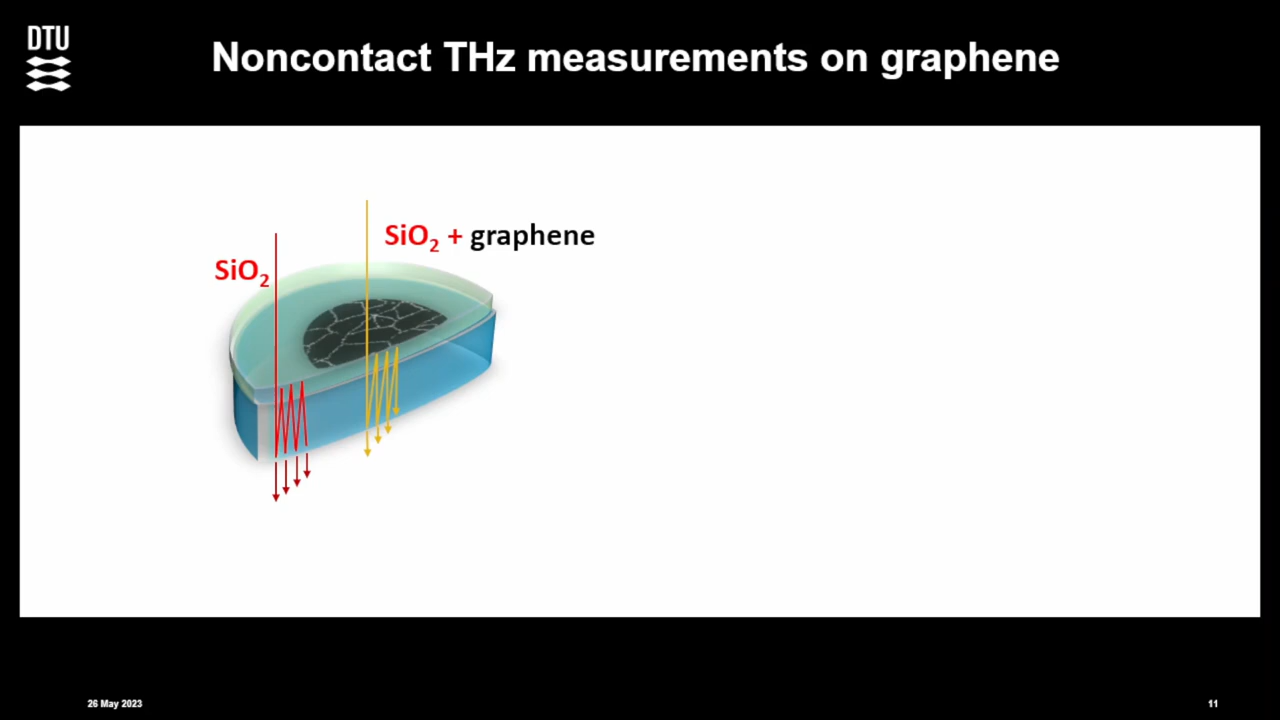 DTU
Noncontact THz measurements on graphene
SiO₂ + graphene
SiO₂
26 May 2023
11